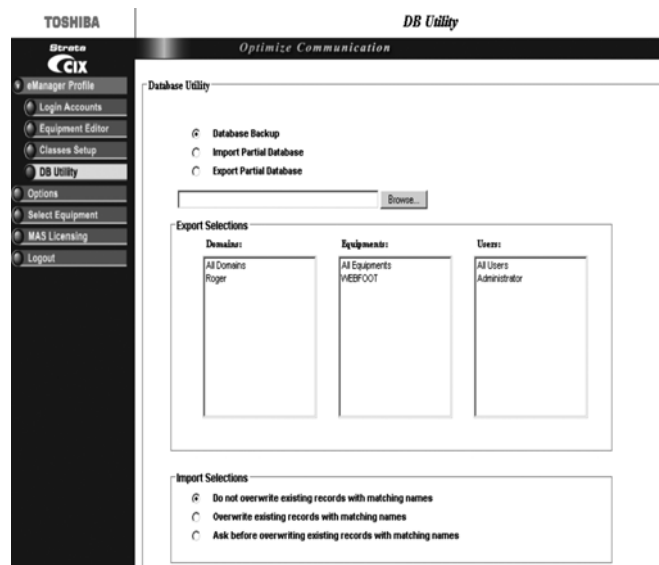 TOSHIBA
DB Utility
Strata
CIX
Optimize Communication
eManager Profile
Login Accounts
Equipment Editor
Classes Setup
DB Utility
Options
Select Equipment
MAS Licensing
Logout
Database Utility
Database Backup
Import Partial Database
Export Partial Database
Browse...
Export Selections
Domains:
All Domains
Roger
Equipments:
All Equipments
WEBFOOT
Users:
All Users
Administrator
Import Selections
Do not overwrite existing records with matching names
Overwrite existing records with matching names
Ask before overwriting existing records with matching names